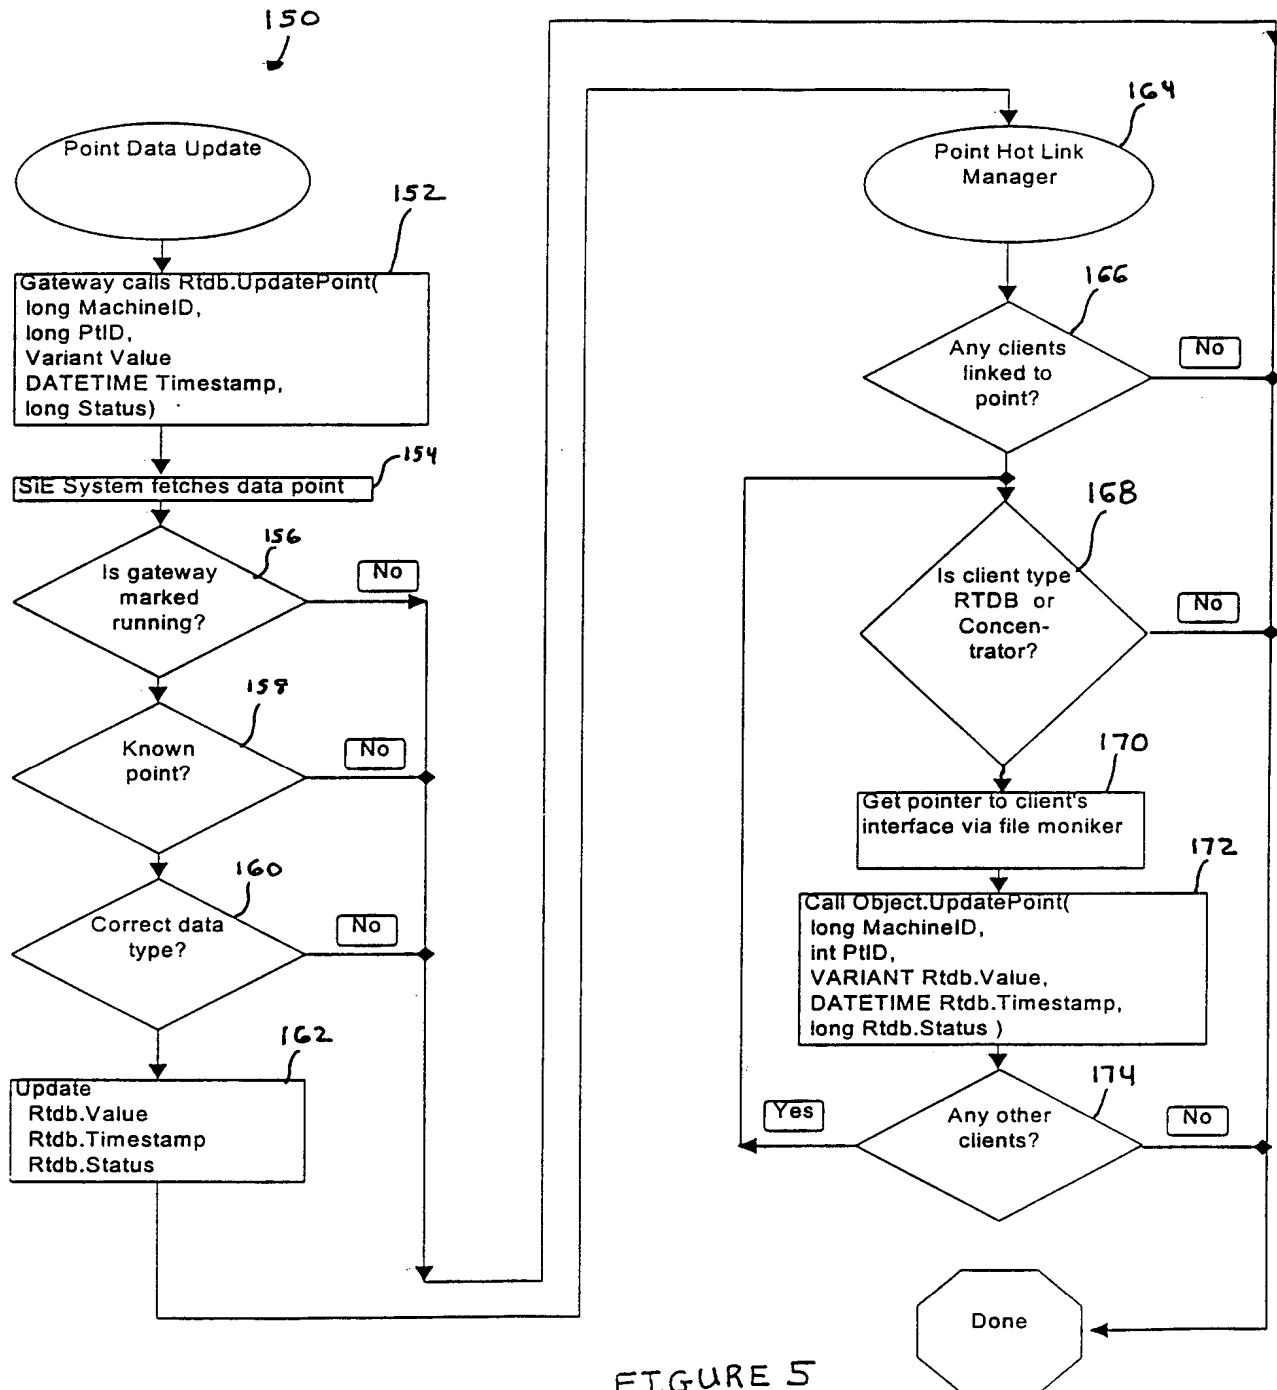 150
Point Data Update
152
Gateway calls Rtdb.UpdatePoint(
long MachineID,
long PtID,
Variant Value
DATETIME Timestamp,
long Status)
154
SiE System fetches data point
156
Is gateway
marked
running?
No
158
Known
point?
No
160
Correct data
type?
No
162
Update
Rtdb.Value
Rtdb.Timestamp
Rtdb.Status
164
Point Hot Link
Manager
166
Any clients
linked to
point?
No
168
Is client type
RTDB or
Concen-
trator?
No
170
Get pointer to client's
interface via file moniker
172
Call Object.UpdatePoint(
long MachineID,
int PtID,
VARIANT Rtdb.Value,
DATETIME Rtdb.Timestamp,
long Rtdb.Status )
174
Any other
clients?
Yes
No
Done
FIGURE 5